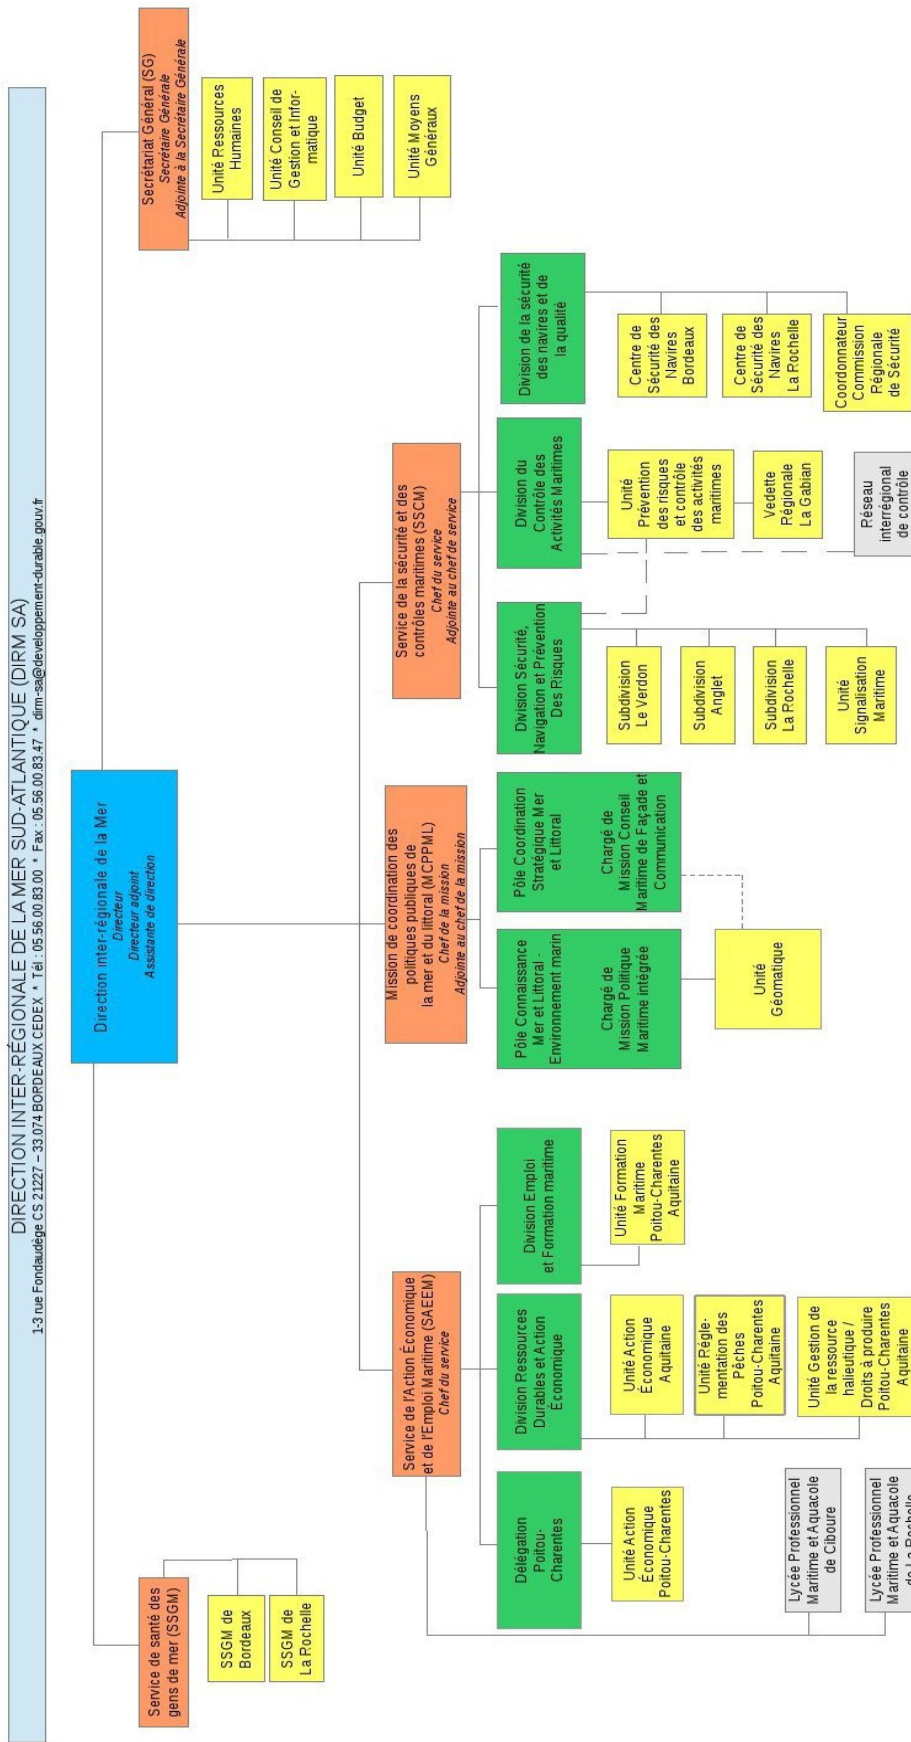 DIRECTION INTER-RÉGIONALE DE LA MER SUD-ATLANTIQUE (DIRM SA)
1-3 rue Fondaudège CS 21227 – 33.074 BORDEAUX CEDEX * Tél : 05.56.00.83.00 * Fax : 05.56.00.83.47 * dirm-sa@developpement-durable.gouv.fr
Direction inter-régionale de la Mer
Directeur
Directeur adjoint
Assistante de direction
Service de santé des
gens de mer (SSGM)
SSGM de
Bordeaux
SSGM de
La Rochelle
Secrétariat Général (SG)
Secrétaire Générale
Adjointe à la Secrétaire Générale
Unité Ressources
Humaines
Unité Conseil de
Gestion et Infor-
matique
Unité Budget
Unité Moyens
Généraux
Service de l'Action Économique
et de l'Emploi Maritime (SAEEM)
Chef du service
Délégation
Poitou-
Charentes
Unité Action
Économique
Poitou-Charentes
Division Ressources
Durables et Action
Économique
Unité Action
Économique
Aquitaine
Unité Régle-
mentation des
Pêches
Poitou-Charentes
Aquitaine
Unité Gestion de
la ressource
halieutique /
Droits à produire
Poitou-Charentes
Aquitaine
Division Emploi
et Formation maritime
Unité Formation
Maritime
Poitou-Charentes
Aquitaine
Lycée Professionnel
Maritime et Aquacole
de Ciboure
Lycée Professionnel
Maritime et Aquacole
de La Rochelle
Mission de coordination des
politiques publiques de
la mer et du littoral (MCPPML)
Chef de la mission
Adjointe au chef de la mission
Pôle Connaissance
Mer et Littoral -
Environnement marin
Chargé de
Mission Politique
Maritime intégrée
Pôle Coordination
Stratégique Mer
et Littoral
Chargé de
Mission Conseil
Maritime de Façade et
Communication
Unité
Géomatique
Service de la sécurité et des
contrôles maritimes (SSCM)
Chef du service
Adjointe au chef de service
Division Sécurité,
Navigation et Prévention
Des Risques
Subdivision
Le Verdon
Subdivision
Anglet
Subdivision
La Rochelle
Unité
Signalisation
Maritime
Division du
Contrôle des
Activités Maritimes
Unité
Prévention
des risques
et contrôle
des activités
maritimes
Vedette
Régionale
La Gabian
Réseau
interrégional
de contrôle
Division de la sécurité
des navires et de
la qualité
Centre de
Sécurité des
Navires
Bordeaux
Centre de
Sécurité des
Navires
La Rochelle
Coordonnateur
Commission
Régionale
de Sécurité